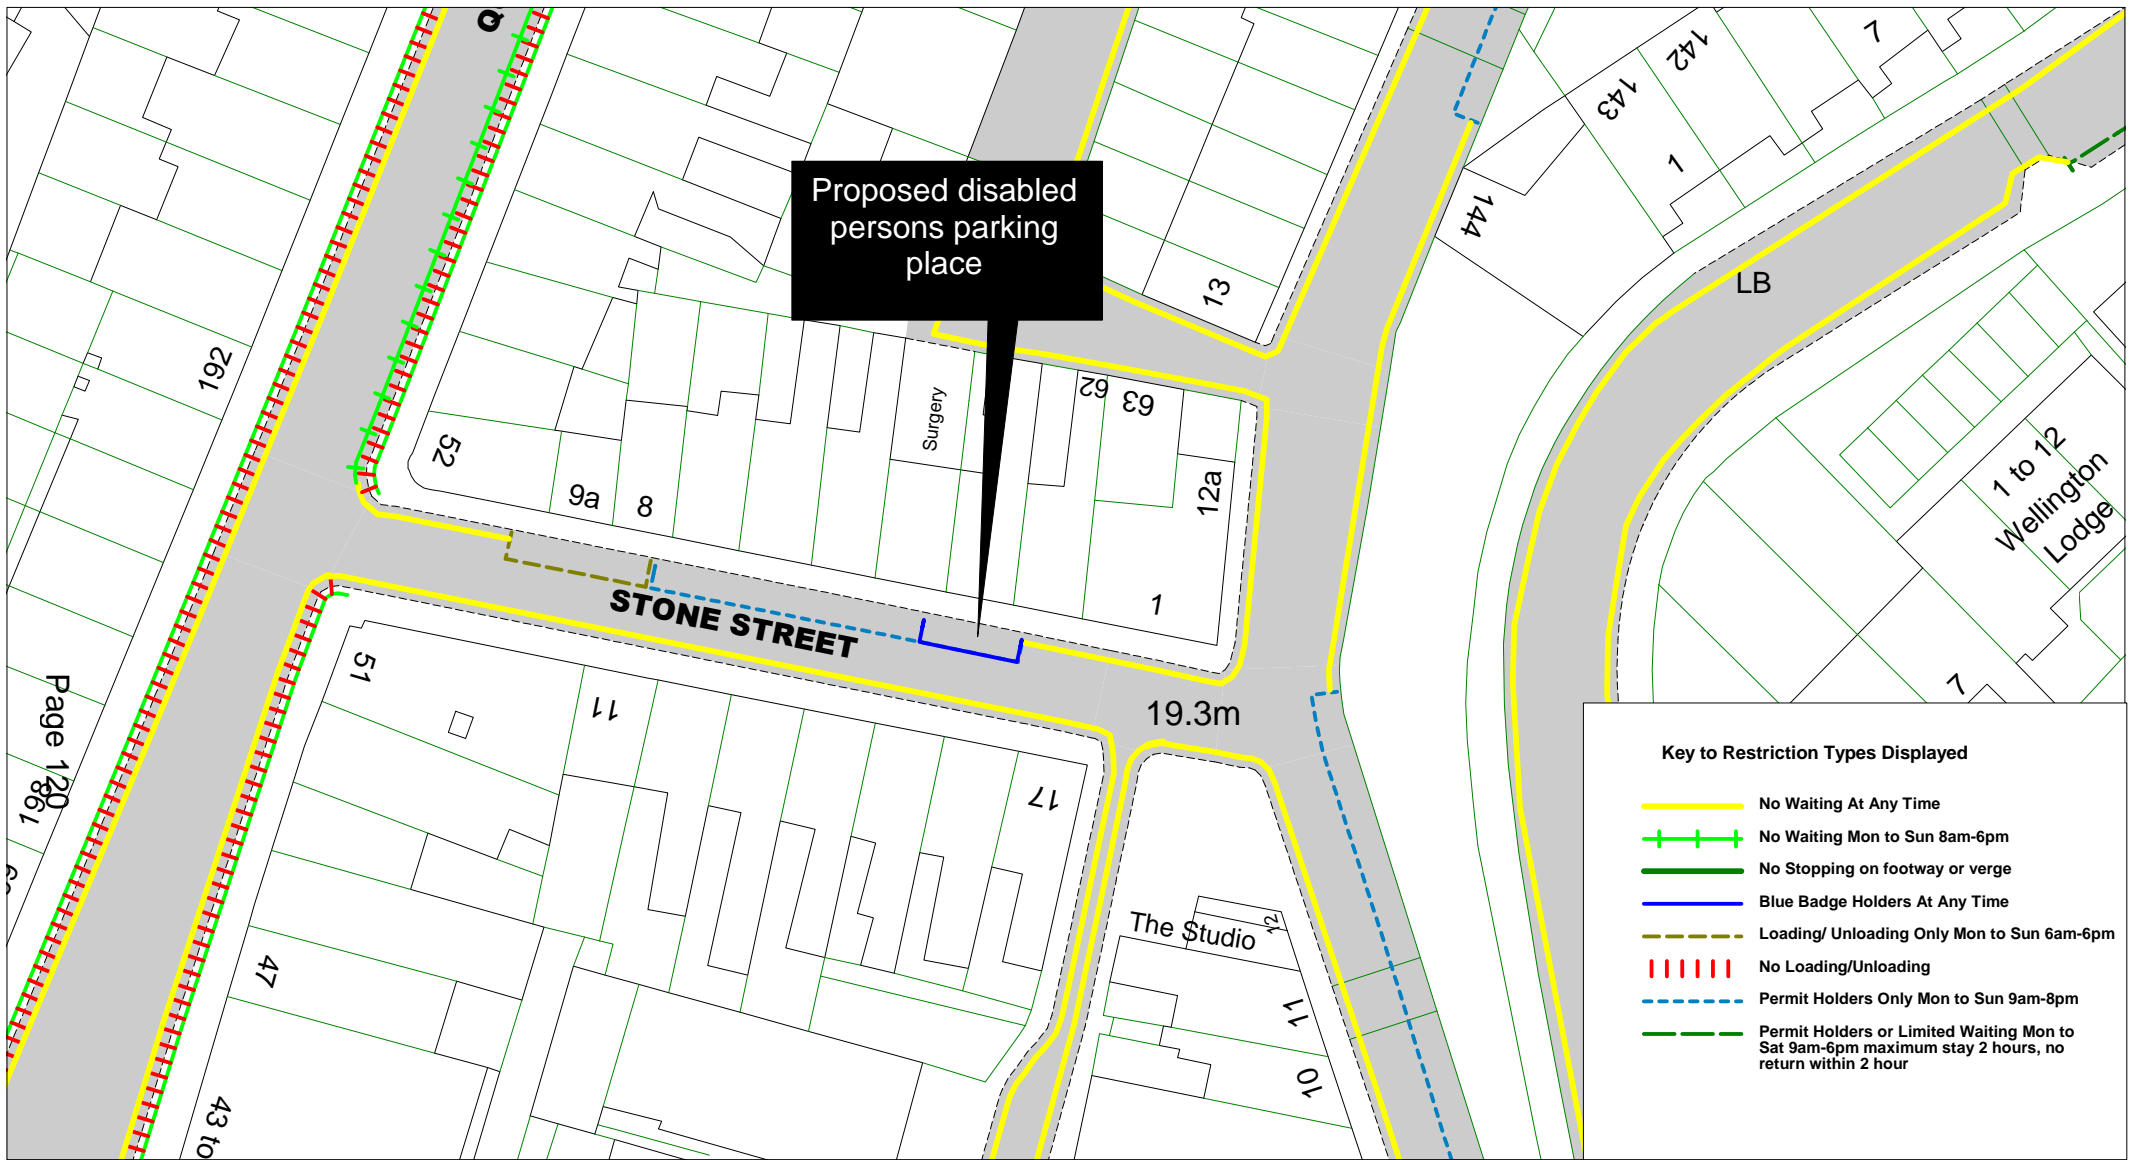 Q
142
7
143
1
144
Proposed disabled
persons parking
place
13
LB
192
62
63
Surgery
52
9a
8
12a
1
1 to 12
Wellington
Lodge
STONE STREET
51
11
19.3m
7
Page 120
198
17
Key to Restriction Types Displayed
No Waiting At Any Time
No Waiting Mon to Sun 8am-6pm
No Stopping on footway or verge
Blue Badge Holders At Any Time
Loading/ Unloading Only Mon to Sun 6am-6pm
No Loading/Unloading
Permit Holders Only Mon to Sun 9am-8pm
Permit Holders or Limited Waiting Mon to
Sat 9am-6pm maximum stay 2 hours, no
return within 2 hour
The Studio
12
47
11
10
43 to